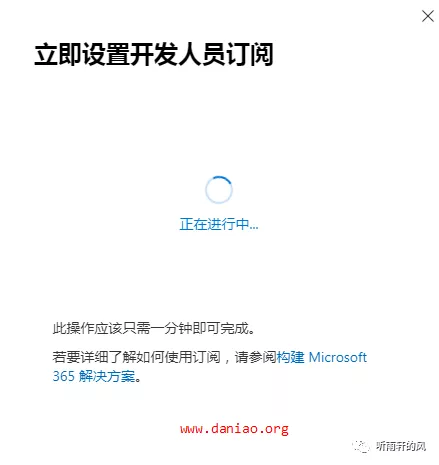 立即设置开发人员订阅
正在进行中...
此操作应该只需一分钟即可完成。
若要详细了解如何使用订阅，请参阅构建 Microsoft
365 解决方案。
www.daniao.org
听雨轩的风